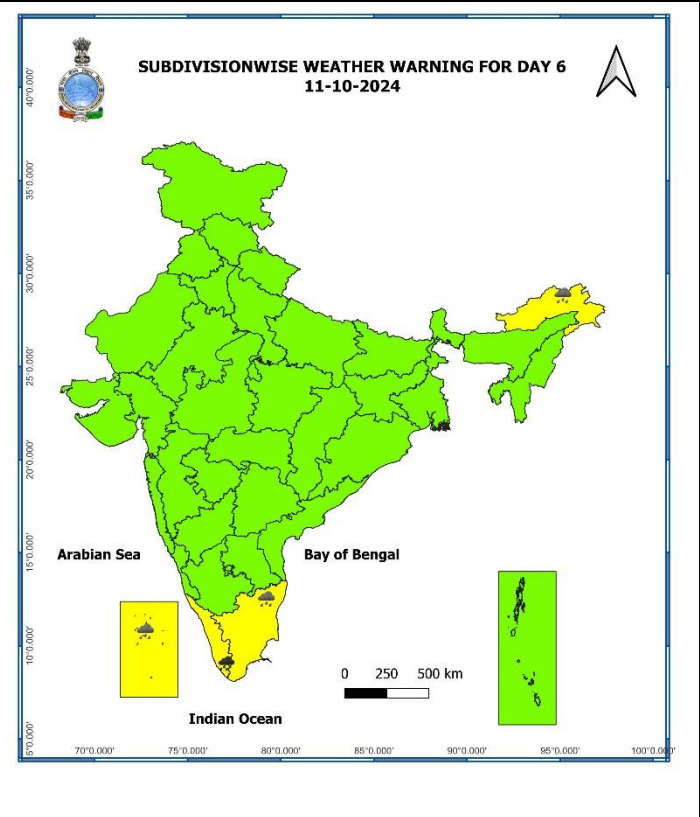 SUBDIVISIONWISE WEATHER WARNING FOR DAY 6
11-10-2024
40°0.000'
35°0.000'
30°0.000'
25°0.000'
20°0.000'
15°0.000'
10°0.000'
5°0.000'
Arabian Sea
Bay of Bengal
0 250 500 km
Indian Ocean
70°0.000' 75°0.000' 80°0.000' 85°0.000' 90°0.000' 95°0.000' 100°0.000'